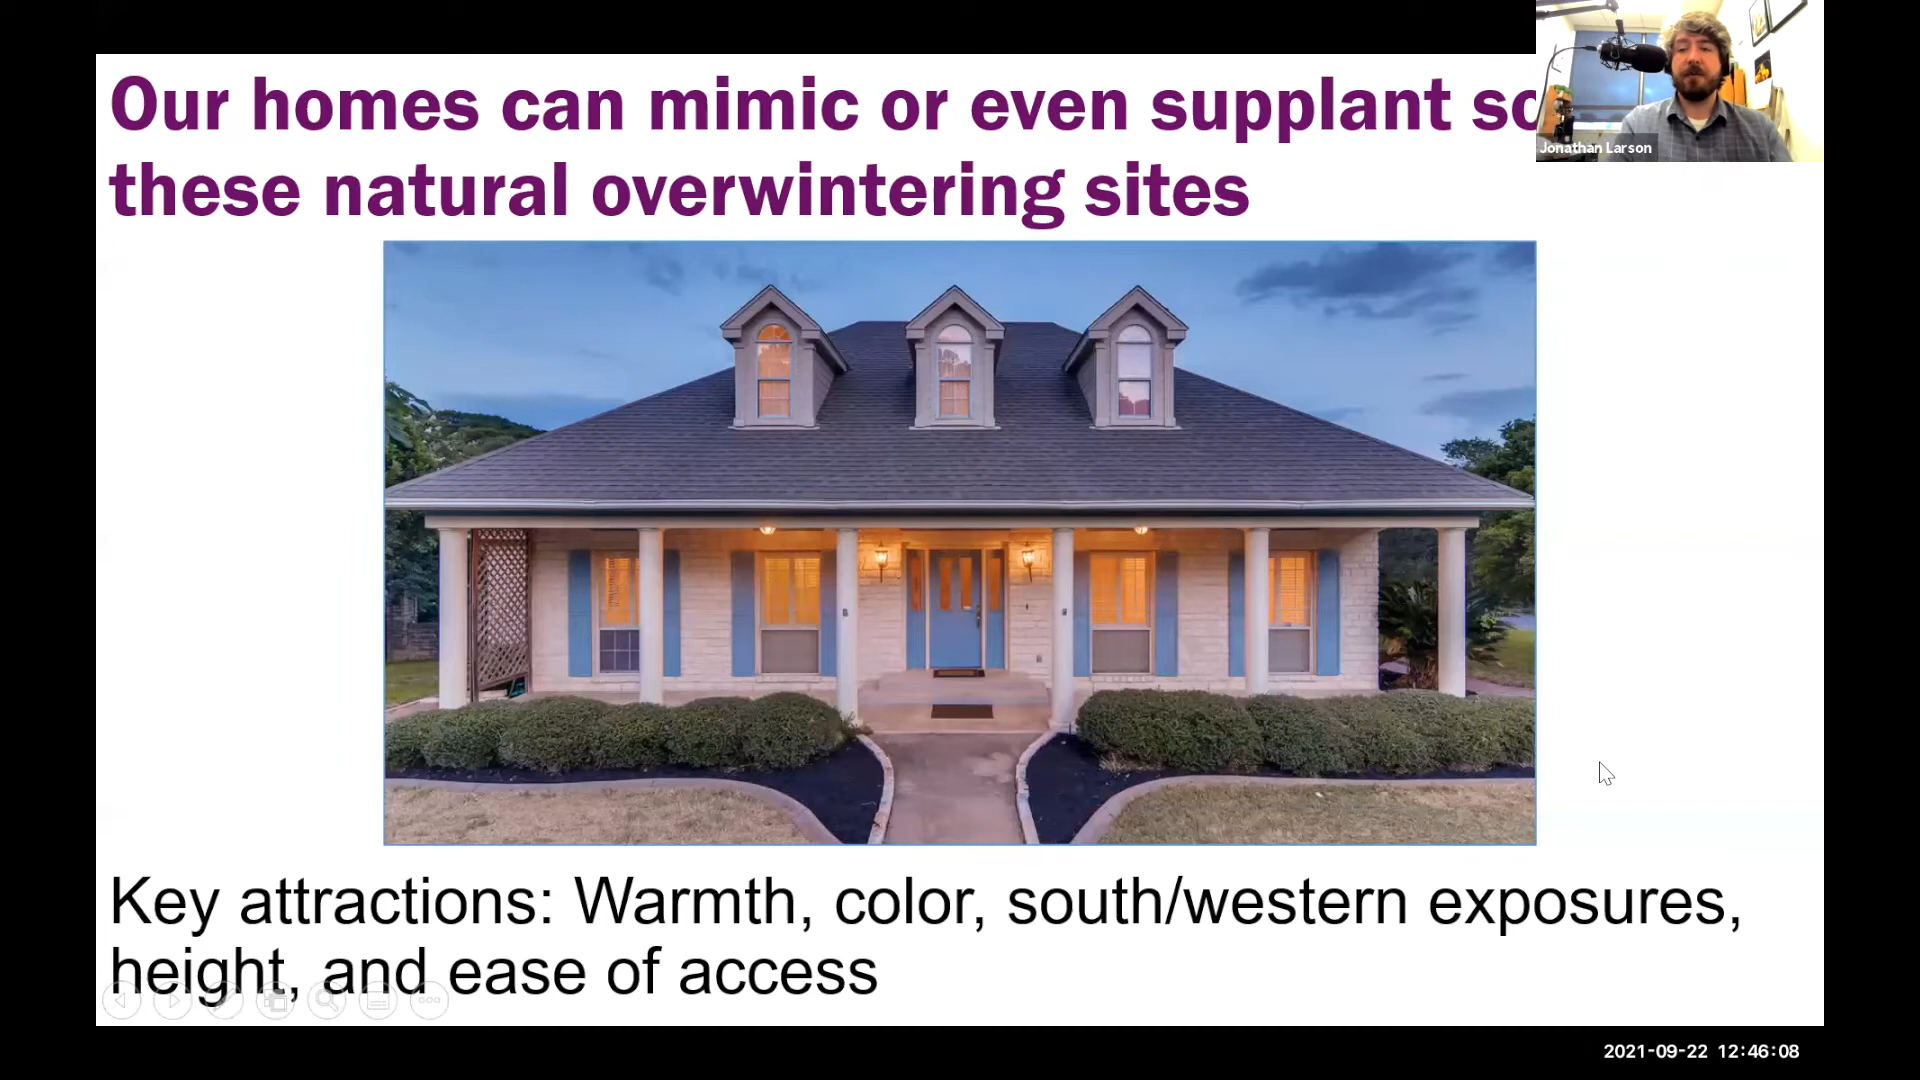 Our homes can mimic or even supplant
these natural overwintering sites
Jonathan Larson
Key attractions: Warmth, color, south/western exposures,
height, and ease of access
2021-09-22 12:46:08